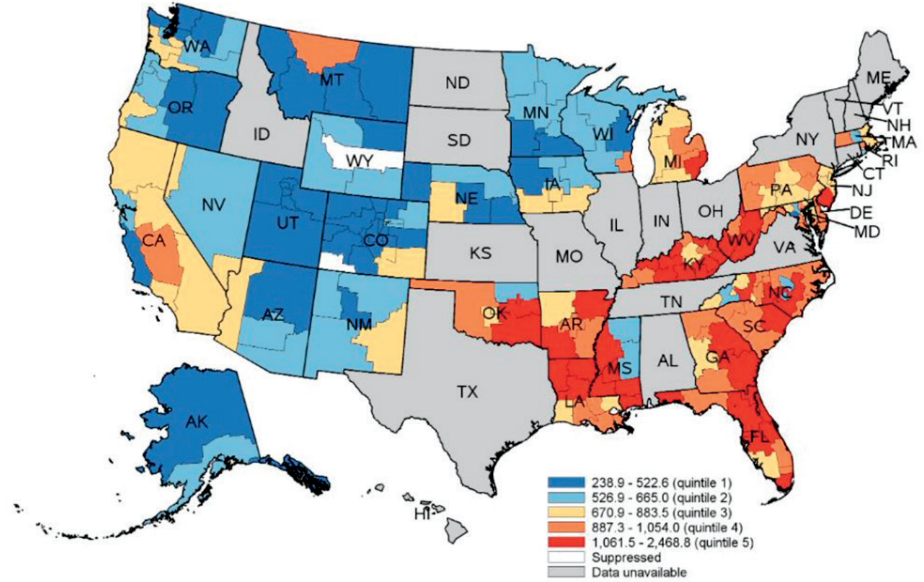 WA
MT
ND
ME
VT
NH
OR
ID
SD
MN
WI
NY
MA
RI
CT
WY
MI
PA
NJ
NV
UT
NE
IA
IL
IN
OH
DE
MD
CA
CO
KS
MO
KY
WV
VA
AZ
NM
OK
AR
TN
NC
SC
TX
LA
MS
AL
GA
FL
AK
HI
238.9 - 522.6 (quintile 1)
526.9 - 665.0 (quintile 2)
670.9 - 883.5 (quintile 3)
887.3 - 1,054.0 (quintile 4)
1,061.5 - 2,468.8 (quintile 5)
Suppressed
Data unavailable